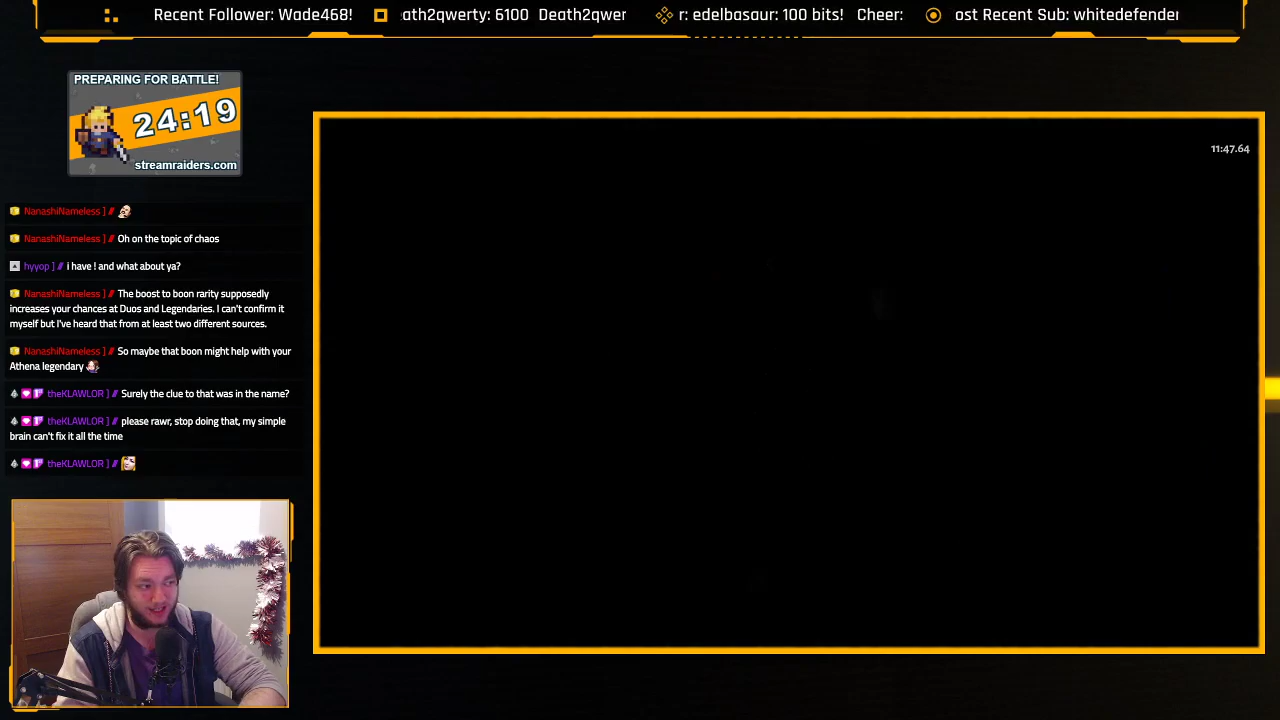 Recent Follower: Wade468!
ath2qwerty: 6100 Death2qwer
r: edelbasaur: 100 bits! Cheer:
ost Recent Sub: whitedefender
PREPARING FOR BATTLE!
24:19
streamraiders.com
11:47.64
NanashiNameless ] //
NanashiNameless ] // Oh on the topic of chaos
hyyop ] // i have ! and what about ya?
NanashiNameless ] // The boost to boon rarity supposedly
increases your chances at Duos and Legendaries. I can't confirm it
myself but I've heard that from at least two different sources.
NanashiNameless ] // So maybe that boon might help with your
Athena legendary
theKLAWLOR ] // Surely the clue to that was in the name?
theKLAWLOR ] // please rawr, stop doing that, my simple
brain can't fix it all the time
theKLAWLOR ] //